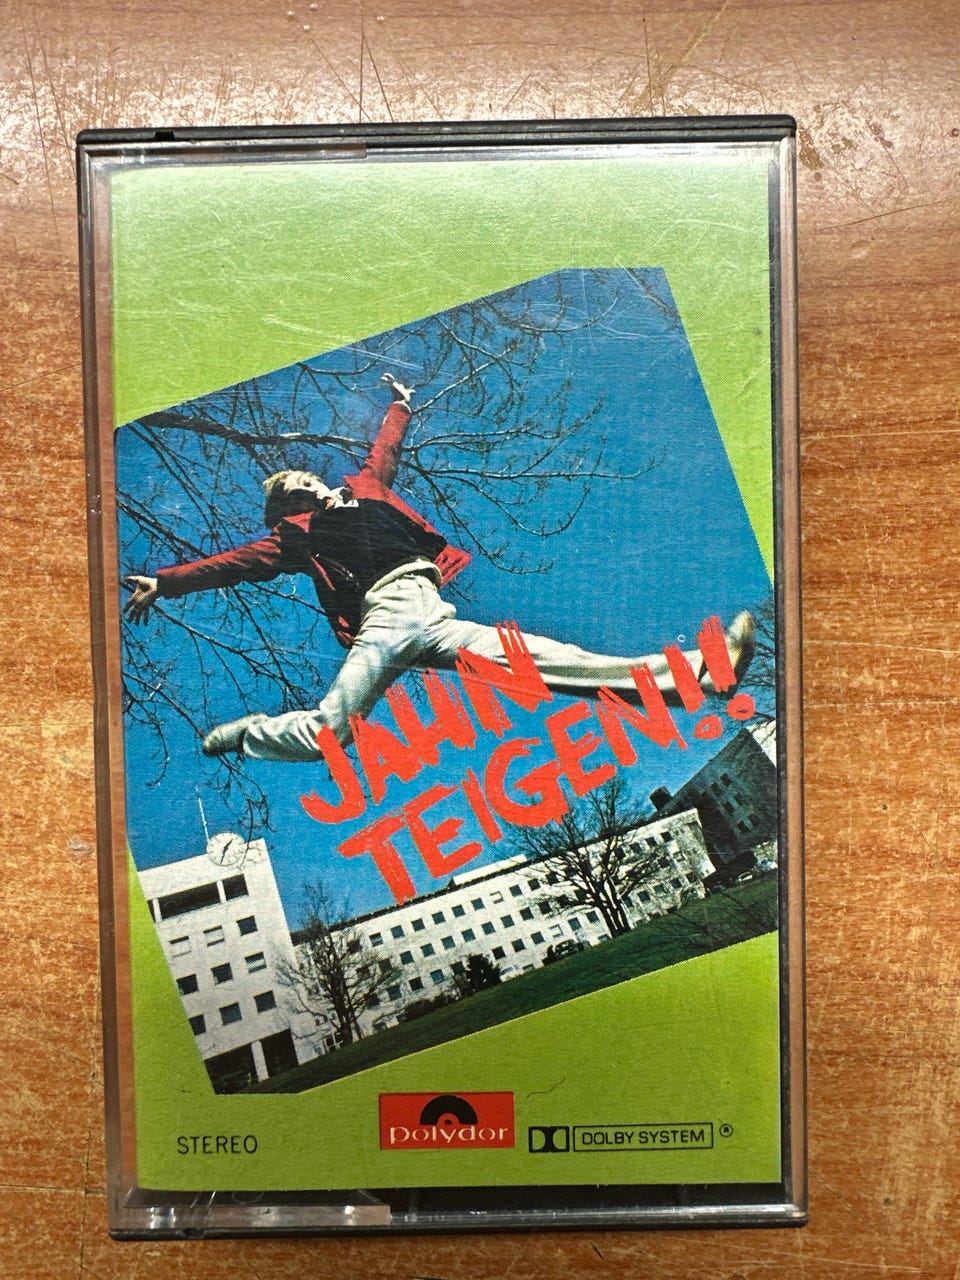 JAHN
TEIGEN!!
STEREO
polydor
DOLBY SYSTEM ®